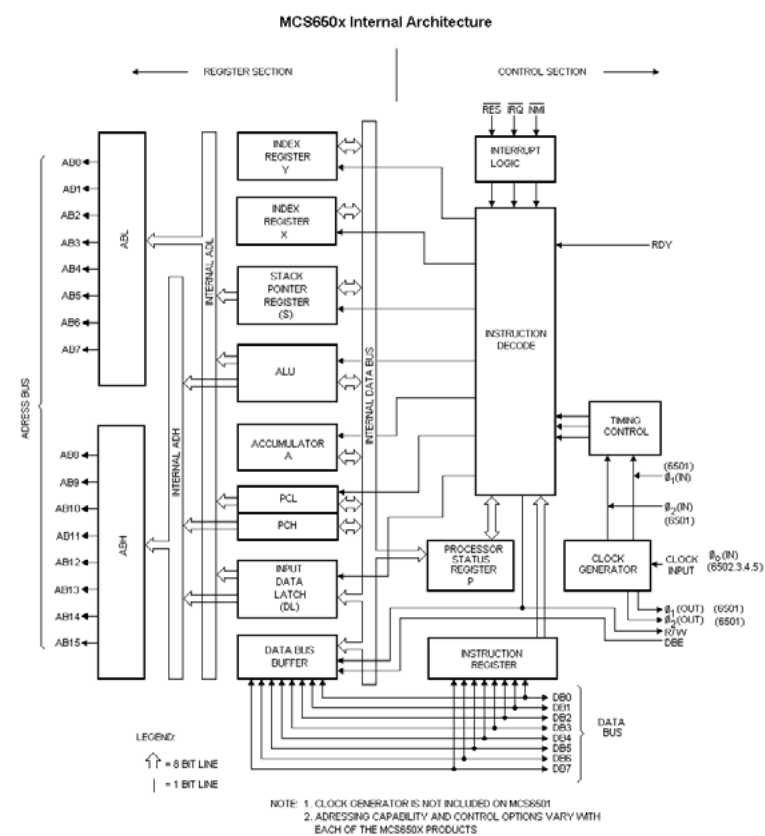 MCS650x Internal Architecture
REGISTER SECTION
CONTROL SECTION
RES IRQ NMI
INTERRUPT
LOGIC
ADRESS BUS
AB0
AB1
AB2
AB3
AB4
AB5
AB6
AB7
ABL
AB8
AB9
AB10
AB11
AB12
AB13
AB14
AB15
ABH
INTERNAL ADL
INTERNAL ADH
INDEX
REGISTER
Y
INDEX
REGISTER
X
STACK
POINTER
REGISTER
(S)
ALU
ACCUMULATOR
A
PCL
PCH
INPUT
DATA
LATCH
(DL)
DATA BUS
BUFFER
INTERNAL DATA BUS
INSTRUCTION
DECODE
RDY
TIMING
CONTROL
(6501)
Ø1(IN)
Ø2(IN)
(6501)
PROCESSOR
STATUS
REGISTER
P
CLOCK
GENERATOR
CLOCK
INPUT
Øo(IN)
(6502.3.4.5)
Ø1(OUT) (6501)
Ø2(OUT) (6501)
R/W
DBE
INSTRUCTION
REGISTER
DB0
DB1
DB2
DB3
DB4
DB5
DB6
DB7
DATA
BUS
LEGEND:
= 8 BIT LINE
= 1 BIT LINE
NOTE: 1. CLOCK GENERATOR IS NOT INCLUDED ON MCS6501
2. ADRESSING CAPABILITY AND CONTROL OPTIONS VARY WITH
EACH OF THE MCS650X PRODUCTS